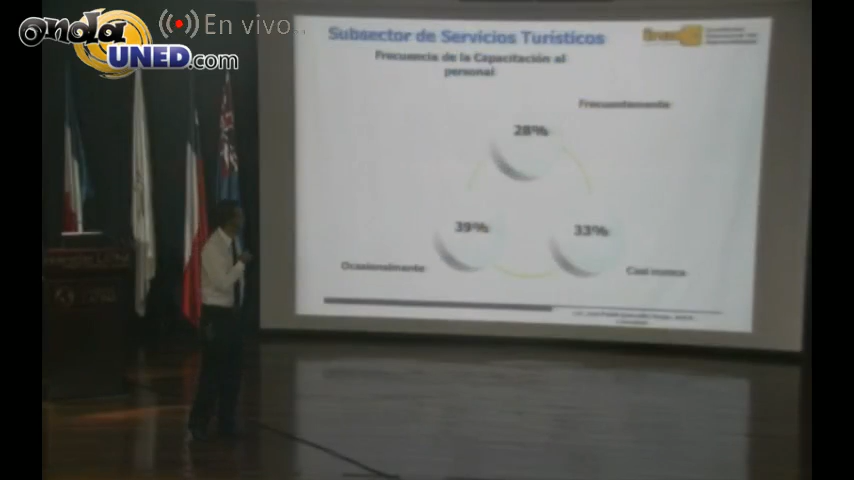 onda
UNED.com
En vivo...
Subsector de Servicios Turísticos
Frecuencia de la Capacitación al
personal
Frecuentemente
28%
39%
33%
Ocasionalmente
Casi nunca